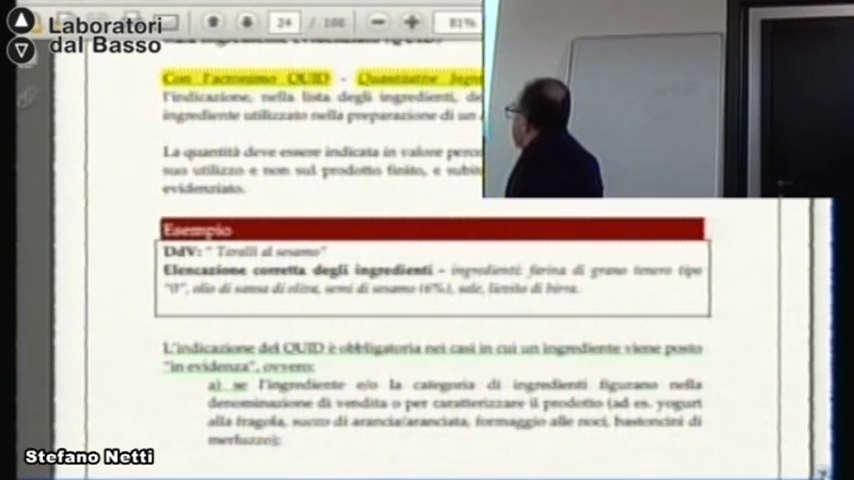 Laboratori
dal Basso
24 / 108
81%
Con l'acronimo QUID - Quantitative Ingr
l'indicazione, nella lista degli ingredienti, de
ingrediente utilizzato nella preparazione di un
La quantità deve essere indicata in valore perce
suo utilizzo e non sul prodotto finito, e subit
evidenziato.
Esempio
DdV: " Taralli al sesamo"
Elencazione corretta degli ingredienti - ingredienti: farina di grano tenero tipo
"0", olio di sansa di oliva, semi di sesamo (6%), sale, lievito di birra.
L'indicazione del QUID è obbligatoria nei casi in cui un ingrediente viene posto
"in evidenza", ovvero:
a) se l'ingrediente e/o la categoria di ingredienti figurano nella
denominazione di vendita o per caratterizzare il prodotto (ad es. yogurt
alla fragola, succo di arancia/aranciata, formaggio alle noci, bastoncini di
merluzzo);
Stefano Netti